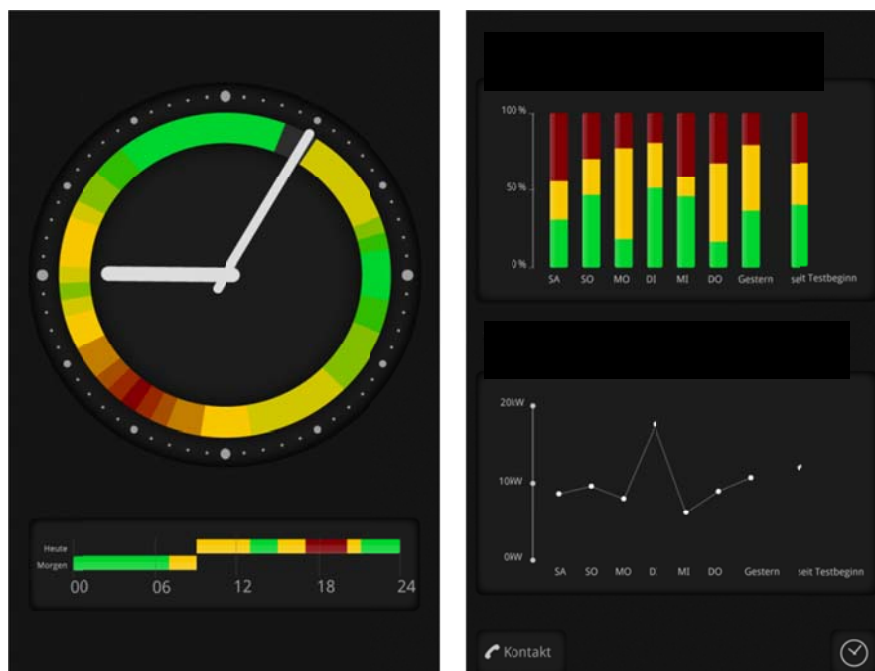 Heute
Morgen
00 06 12 18 24
100 %
50 %
0 %
SA SO MO DI MI DO Gestern seit Testbeginn
20kW
10kW
0kW
SA SO MO D MI DO Gestern seit Testbeginn
Kontakt